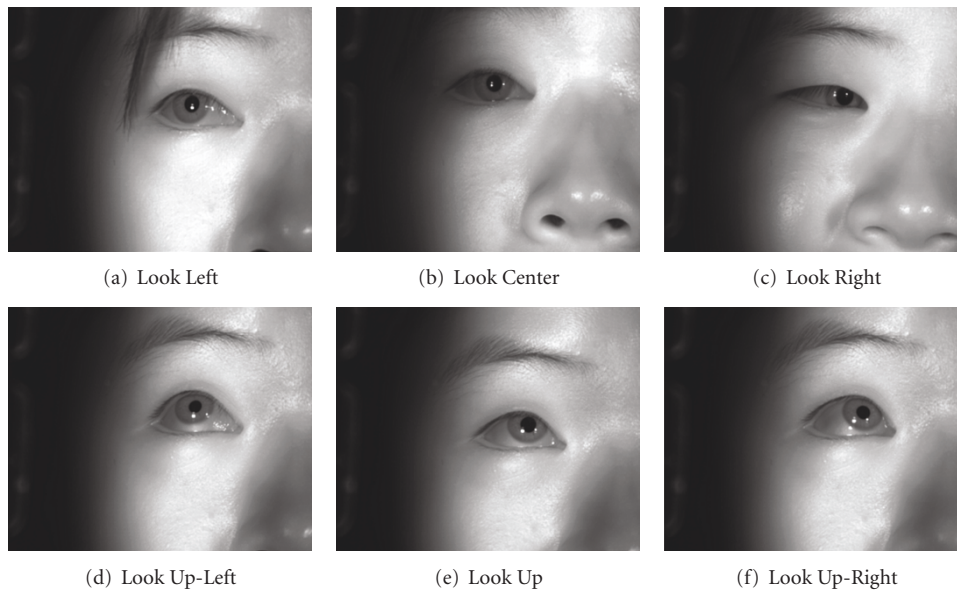 (a) Look Left
(b) Look Center
(c) Look Right
(d) Look Up-Left
(e) Look Up
(f) Look Up-Right